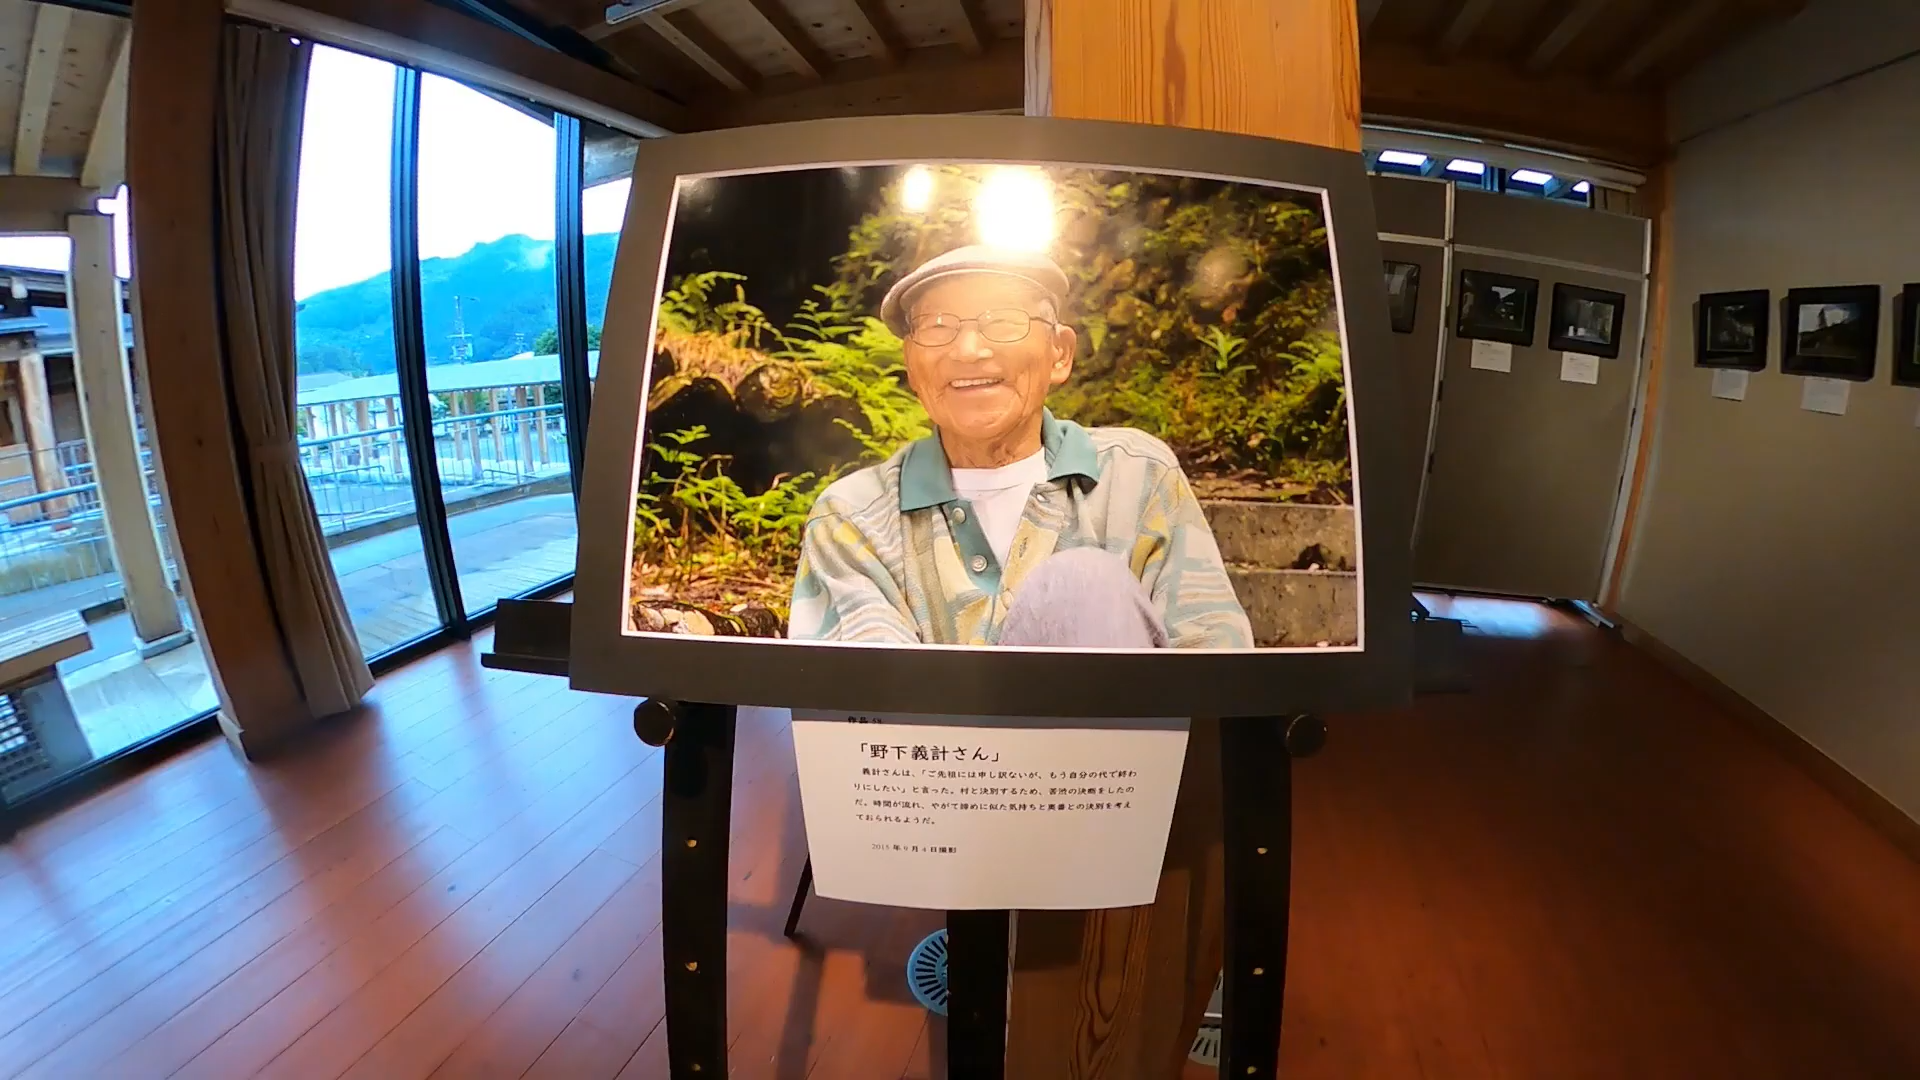 作品 58
「野下義計さん」
義計さんは、「ご先祖には申し訳ないが、もう自分の代で終わ
りにしたい」と言った。村と決別するため、苦渋の決断をしたの
だ。時間が流れ、やがて諦めに似た気持ちと奥番との決別を考え
ておられるようだ。
2015 年 9 月 4 日撮影